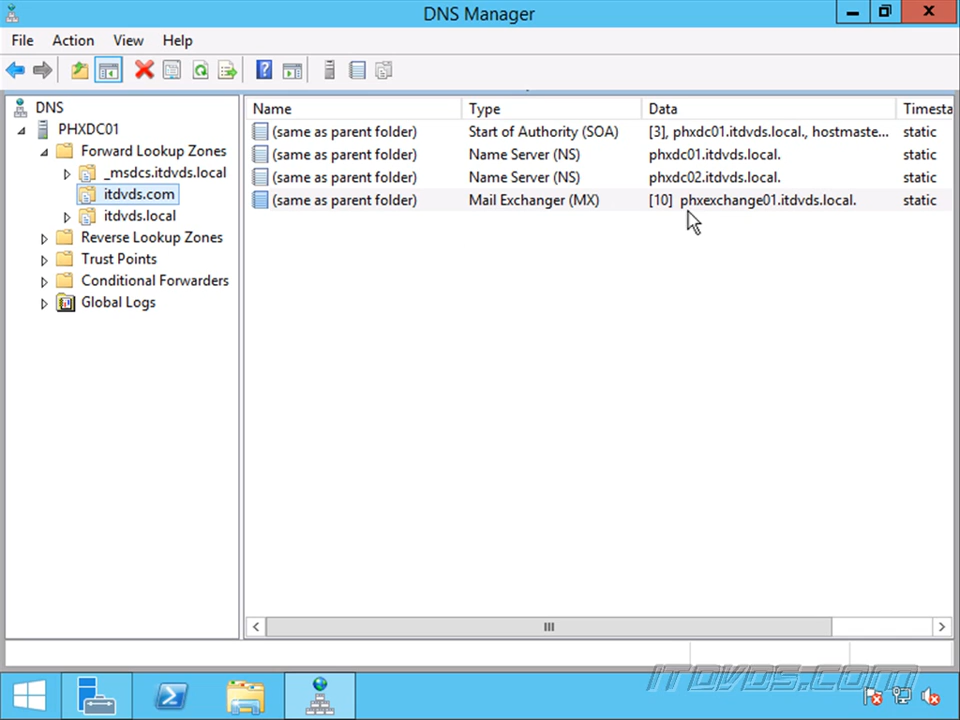 DNS Manager
File Action View Help
DNS
PHXDC01
Forward Lookup Zones
_msdcs.itdvds.local
itdvds.com
itdvds.local
Reverse Lookup Zones
Trust Points
Conditional Forwarders
Global Logs
Name Type Data Timesta
(same as parent folder) Start of Authority (SOA) [3], phxdc01.itdvds.local., hostmaste... static
(same as parent folder) Name Server (NS) phxdc01.itdvds.local. static
(same as parent folder) Name Server (NS) phxdc02.itdvds.local. static
(same as parent folder) Mail Exchanger (MX) [10] phxexchange01.itdvds.local. static
ITDVDS.COM